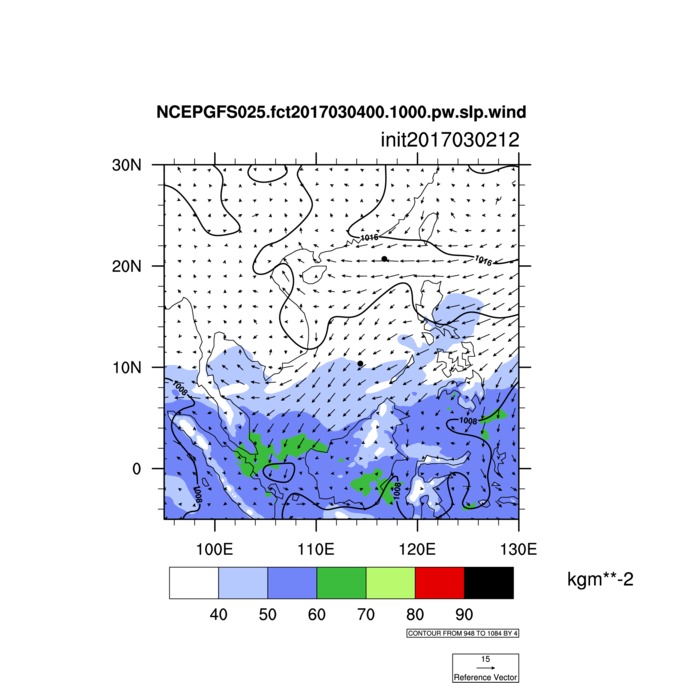 NCEPGFS025.fct2017030400.1000.pw.slp.wind
init2017030212
30N
1016
1016
20N
10N
1008
1008
0
1008
1008
100E 110E 120E 130E
kgm**-2
40 50 60 70 80 90
CONTOUR FROM 948 TO 1084 BY 4
15
Reference Vector